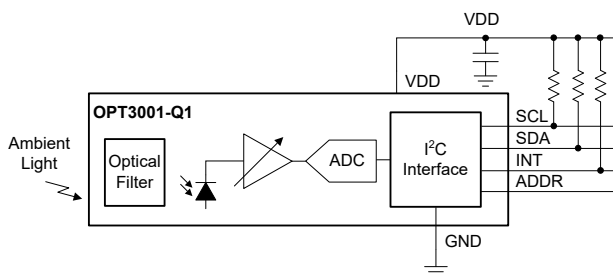 VDD
VDD
OPT3001-Q1
SCL
Ambient
Light
Optical
Filter
ADC
I²C
Interface
SDA
INT
ADDR
GND